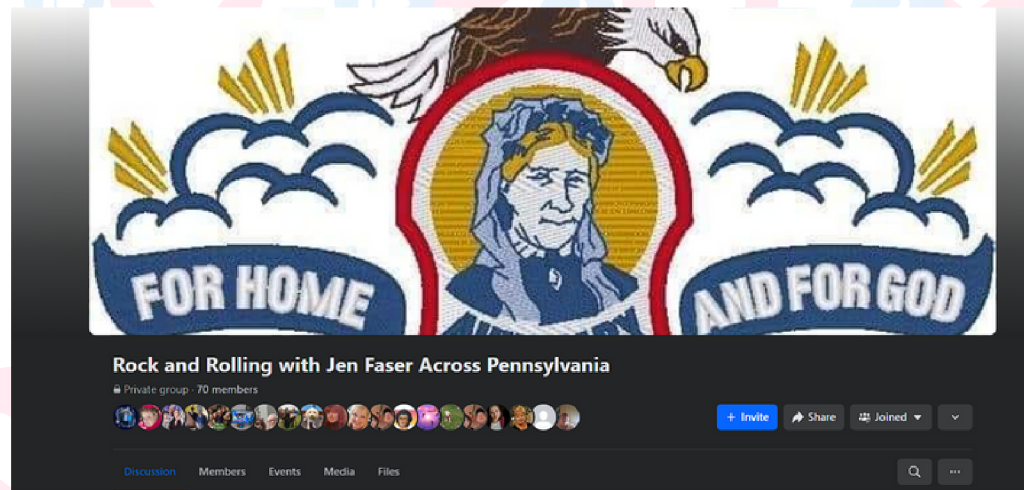 FOR HOME
AND FOR GOD
AUXILIARY
Rock and Rolling with Jen Faser Across Pennsylvania
Private group · 70 members
+ Invite
Share
Joined
Discussion
Members
Events
Media
Files